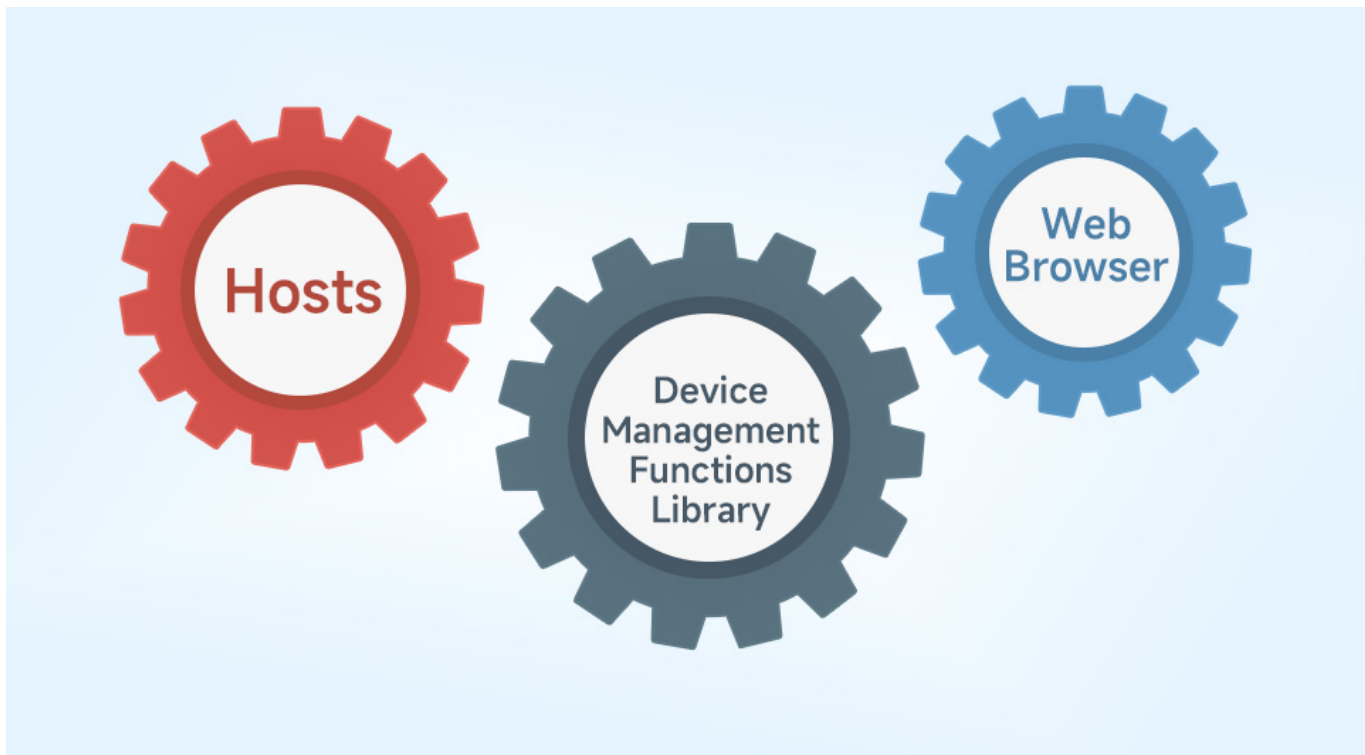 Hosts
Device
Management
Functions
Library
Web
Browser